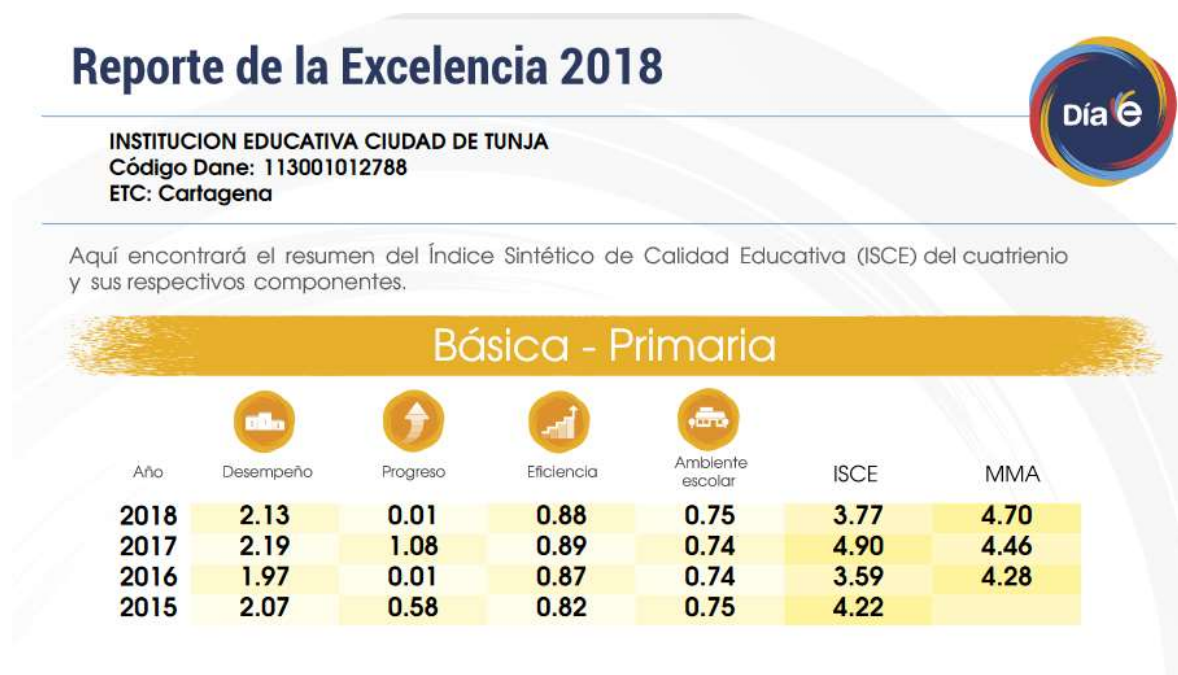 Reporte de la Excelencia 2018
Día é
INSTITUCION EDUCATIVA CIUDAD DE TUNJA
Código Dane: 113001012788
ETC: Cartagena
Aquí encontrará el resumen del Índice Sintético de Calidad Educativa (ISCE) del cuatrienio
y sus respectivos componentes.
Básica - Primaria
Año Desempeño Progreso Eficiencia Ambiente escolar ISCE MMA
2018 2.13 0.01 0.88 0.75 3.77 4.70
2017 2.19 1.08 0.89 0.74 4.90 4.46
2016 1.97 0.01 0.87 0.74 3.59 4.28
2015 2.07 0.58 0.82 0.75 4.22